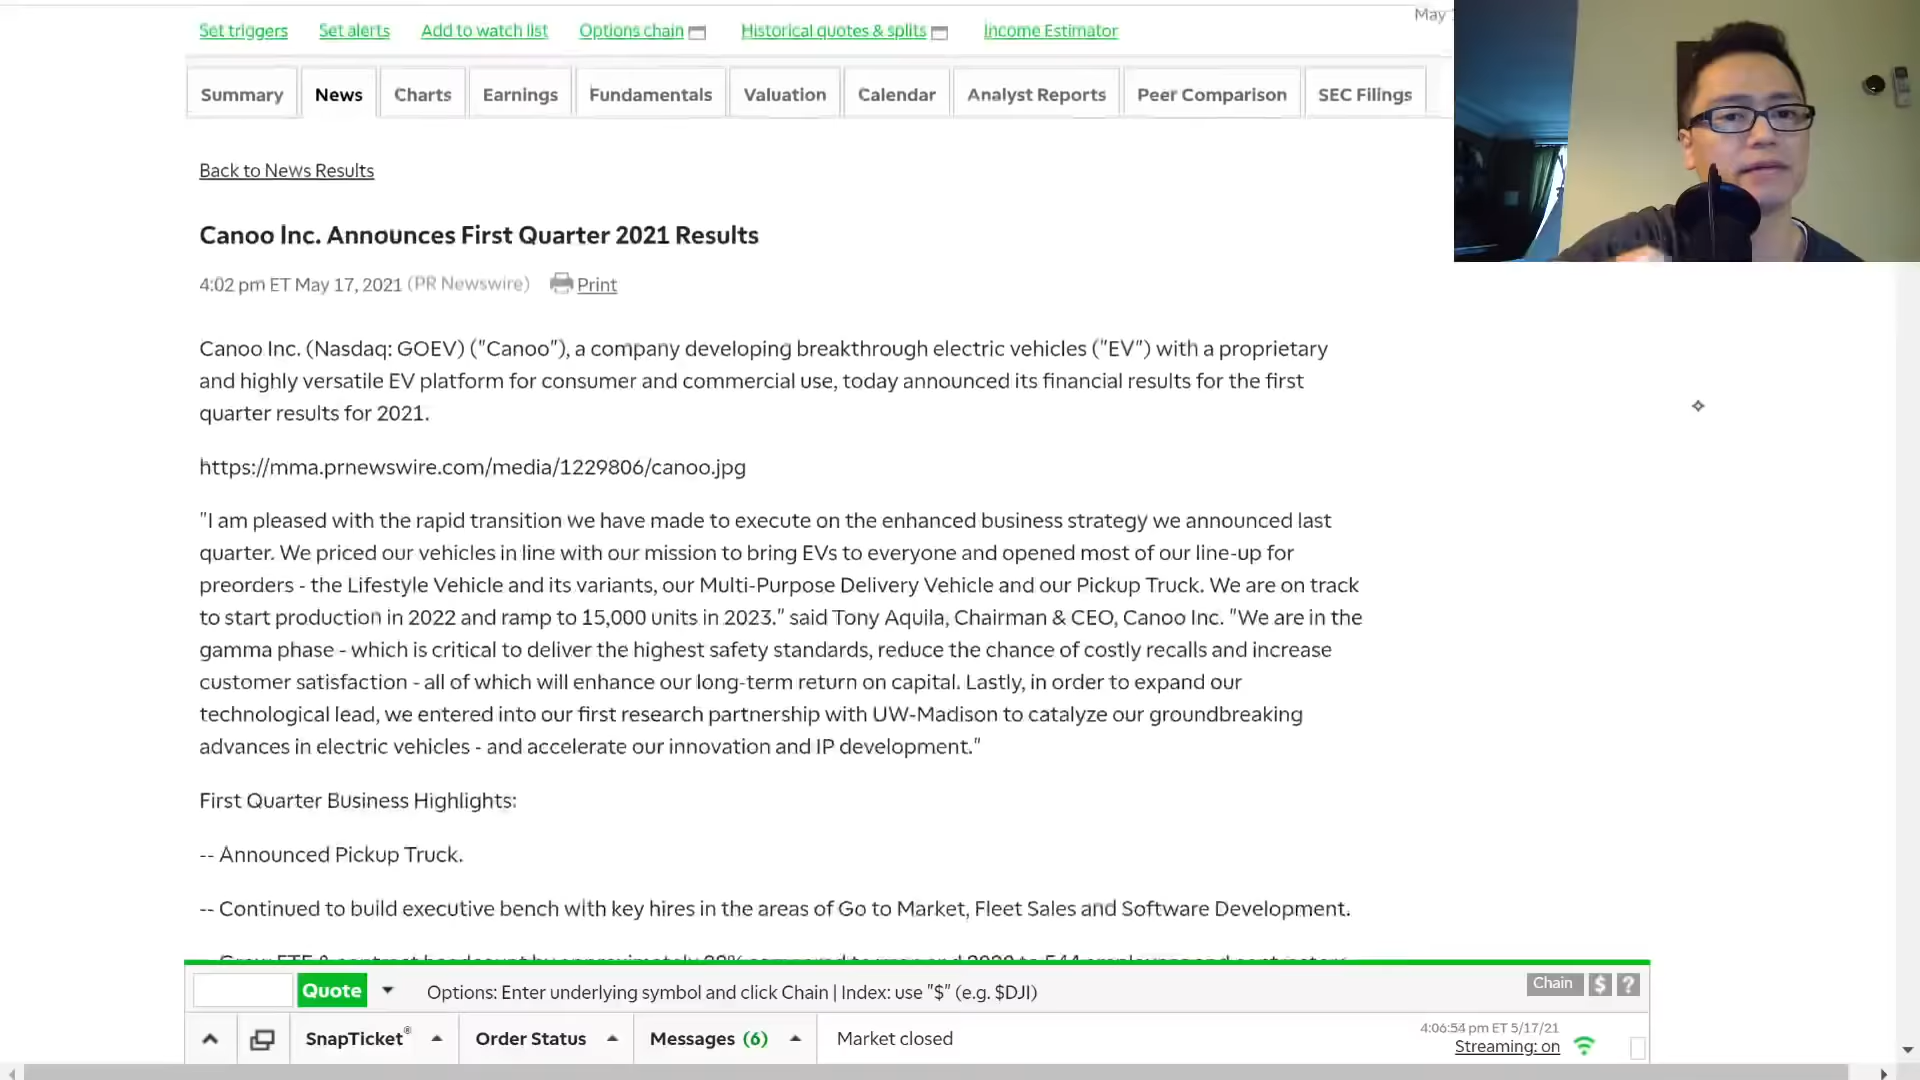 May
Set triggers Set alerts Add to watch list Options chain Historical quotes & splits Income Estimator
Summary News Charts Earnings Fundamentals Valuation Calendar Analyst Reports Peer Comparison SEC Filings
Back to News Results
Canoo Inc. Announces First Quarter 2021 Results
4:02 pm ET May 17, 2021 (PR Newswire) Print
Canoo Inc. (Nasdaq: GOEV) ("Canoo"), a company developing breakthrough electric vehicles ("EV") with a proprietary
and highly versatile EV platform for consumer and commercial use, today announced its financial results for the first
quarter results for 2021.
https://mma.prnewswire.com/media/1229806/canoo.jpg
"I am pleased with the rapid transition we have made to execute on the enhanced business strategy we announced last
quarter. We priced our vehicles in line with our mission to bring EVs to everyone and opened most of our line-up for
preorders - the Lifestyle Vehicle and its variants, our Multi-Purpose Delivery Vehicle and our Pickup Truck. We are on track
to start production in 2022 and ramp to 15,000 units in 2023." said Tony Aquila, Chairman & CEO, Canoo Inc. "We are in the
gamma phase - which is critical to deliver the highest safety standards, reduce the chance of costly recalls and increase
customer satisfaction - all of which will enhance our long-term return on capital. Lastly, in order to expand our
technological lead, we entered into our first research partnership with UW-Madison to catalyze our groundbreaking
advances in electric vehicles - and accelerate our innovation and IP development."
First Quarter Business Highlights:
-- Announced Pickup Truck.
-- Continued to build executive bench with key hires in the areas of Go to Market, Fleet Sales and Software Development.
Quote Options: Enter underlying symbol and click Chain | Index: use "$" (e.g. $DJI) Chain $ ?
SnapTicket® Order Status Messages (6) Market closed
4:06:54 pm ET 5/17/21
Streaming: on